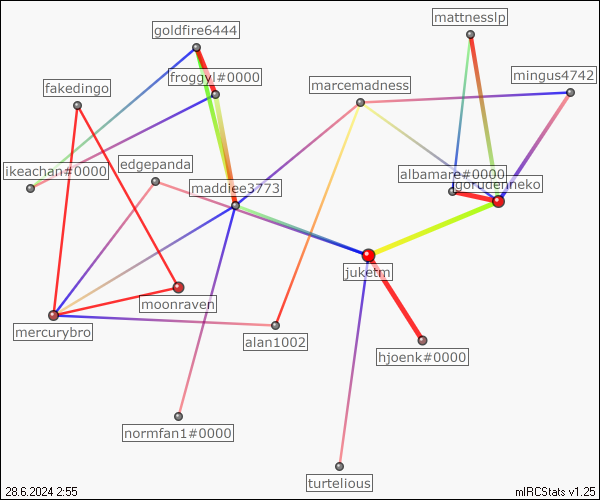 goldfire6444
mattnesslp
froggyl#0000
mingus4742
fakedingo
marcemadness
edgepanda
ikeachan#0000
albamare#0000
maddiee3773
gorudenneko
juketm
moonraven
mercurybro
alan1002
hjoenk#0000
normfan1#0000
turtelious
28.6.2024 2:55
mIRCStats v1.25